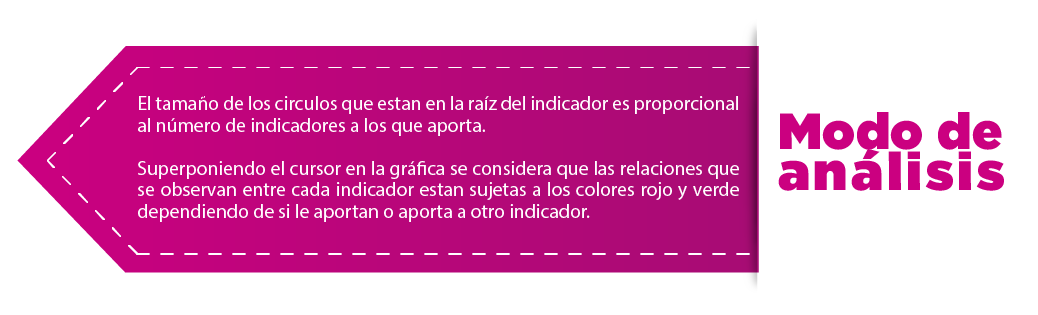 El tamaño de los circulos que estan en la raíz del indicador es proporcional
al número de indicadores a los que aporta.
Superponiendo el cursor en la gráfica se considera que las relaciones que
se observan entre cada indicador estan sujetas a los colores rojo y verde
dependiendo de si le aportan o aporta a otro indicador.
Modo de
análisis